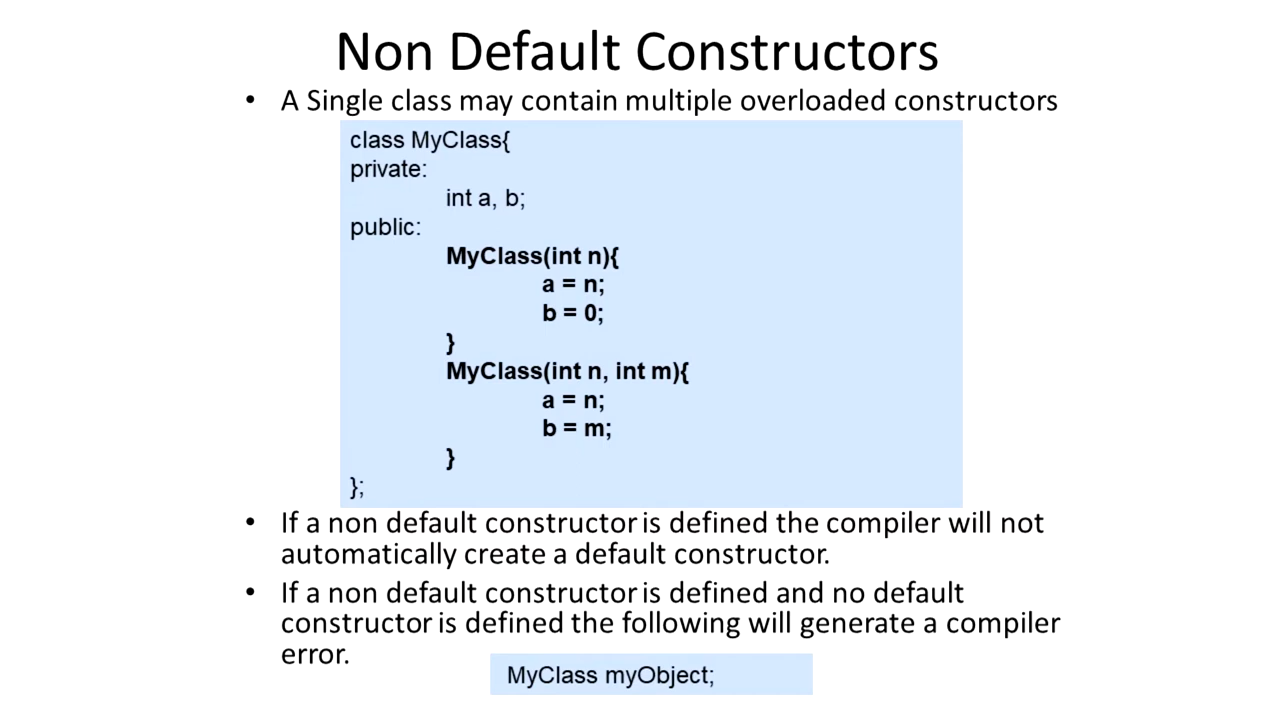 Non Default Constructors
• A Single class may contain multiple overloaded constructors
class MyClass{
private:
int a, b;
public:
MyClass(int n){
a = n;
b = 0;
}
MyClass(int n, int m){
a = n;
b = m;
}
};
• If a non default constructor is defined the compiler will not
automatically create a default constructor.
• If a non default constructor is defined and no default
constructor is defined the following will generate a compiler
error.
MyClass myObject;